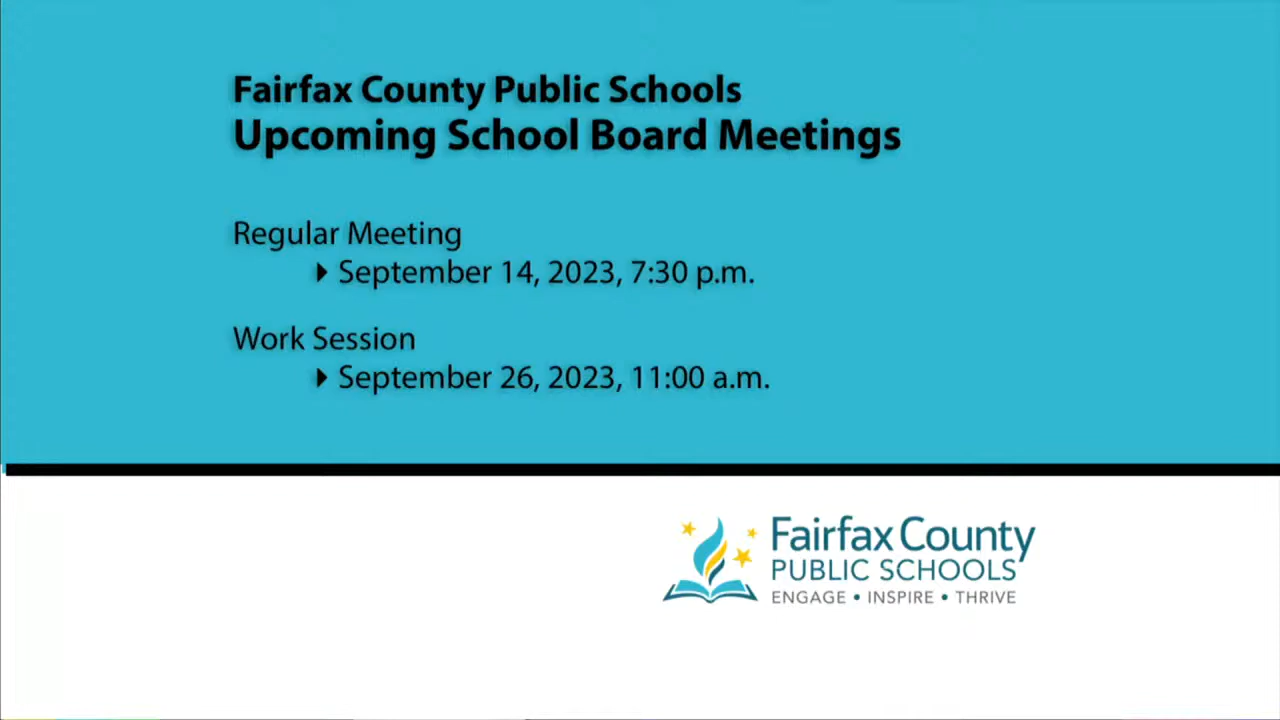 Fairfax County Public Schools
Upcoming School Board Meetings
Regular Meeting
September 14, 2023, 7:30 p.m.
Work Session
September 26, 2023, 11:00 a.m.
Fairfax County
PUBLIC SCHOOLS
ENGAGE • INSPIRE • THRIVE